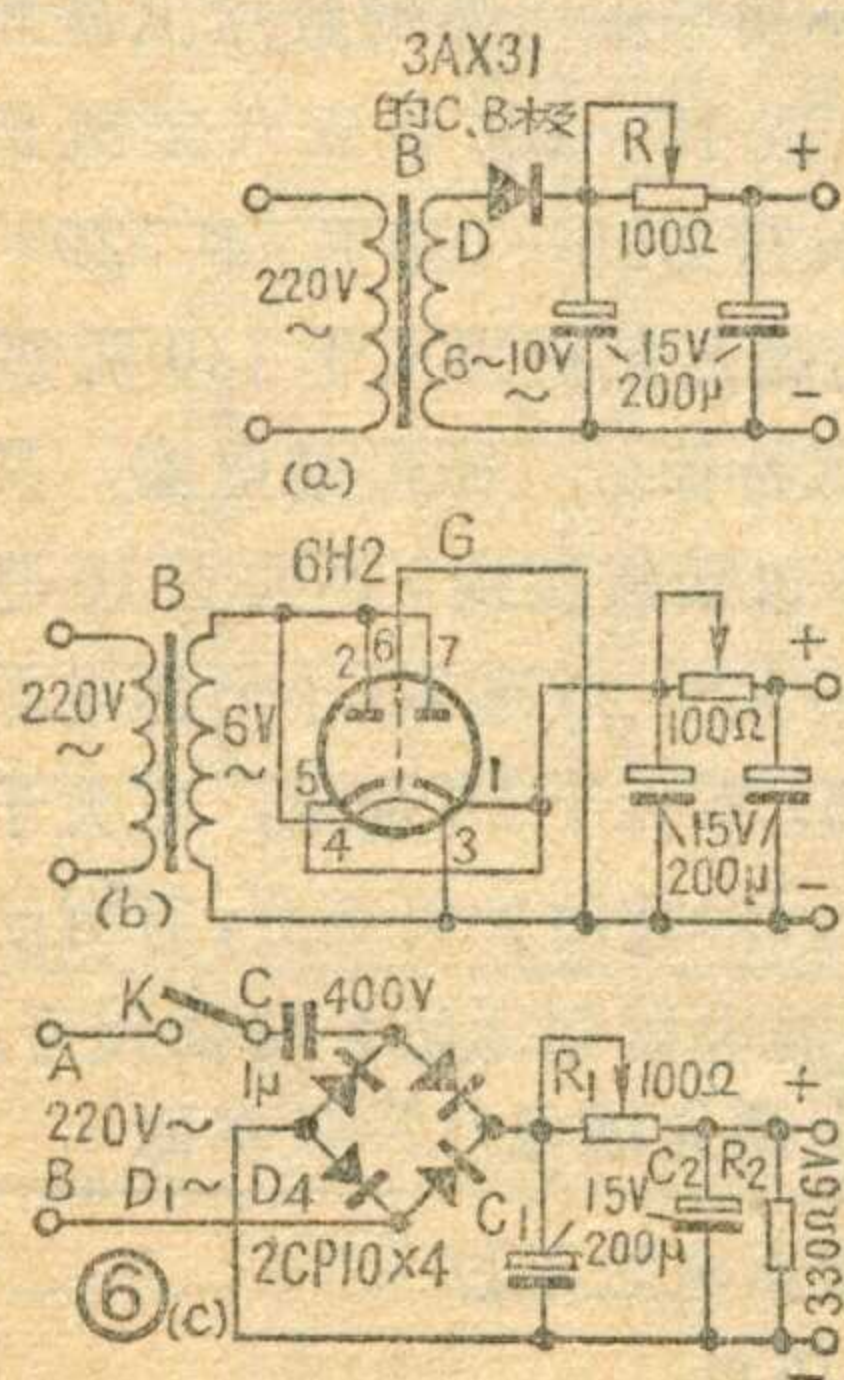 3AX31
的C、B极
B
R
+
D
100Ω
220V
~
6~10V
~
15V
200μ
−
(a)
6H2
G
B
2
6
7
+
220V
~
6V
~
100Ω
5
1
4
3
15V
200μ
−
(b)
K
C
400V
A
1μ
R1
100Ω
+
220V~
B
D1~D4
C1
15V
200μ
C2
R2
330Ω
6V
2CP10×4
⑥
(c)
−